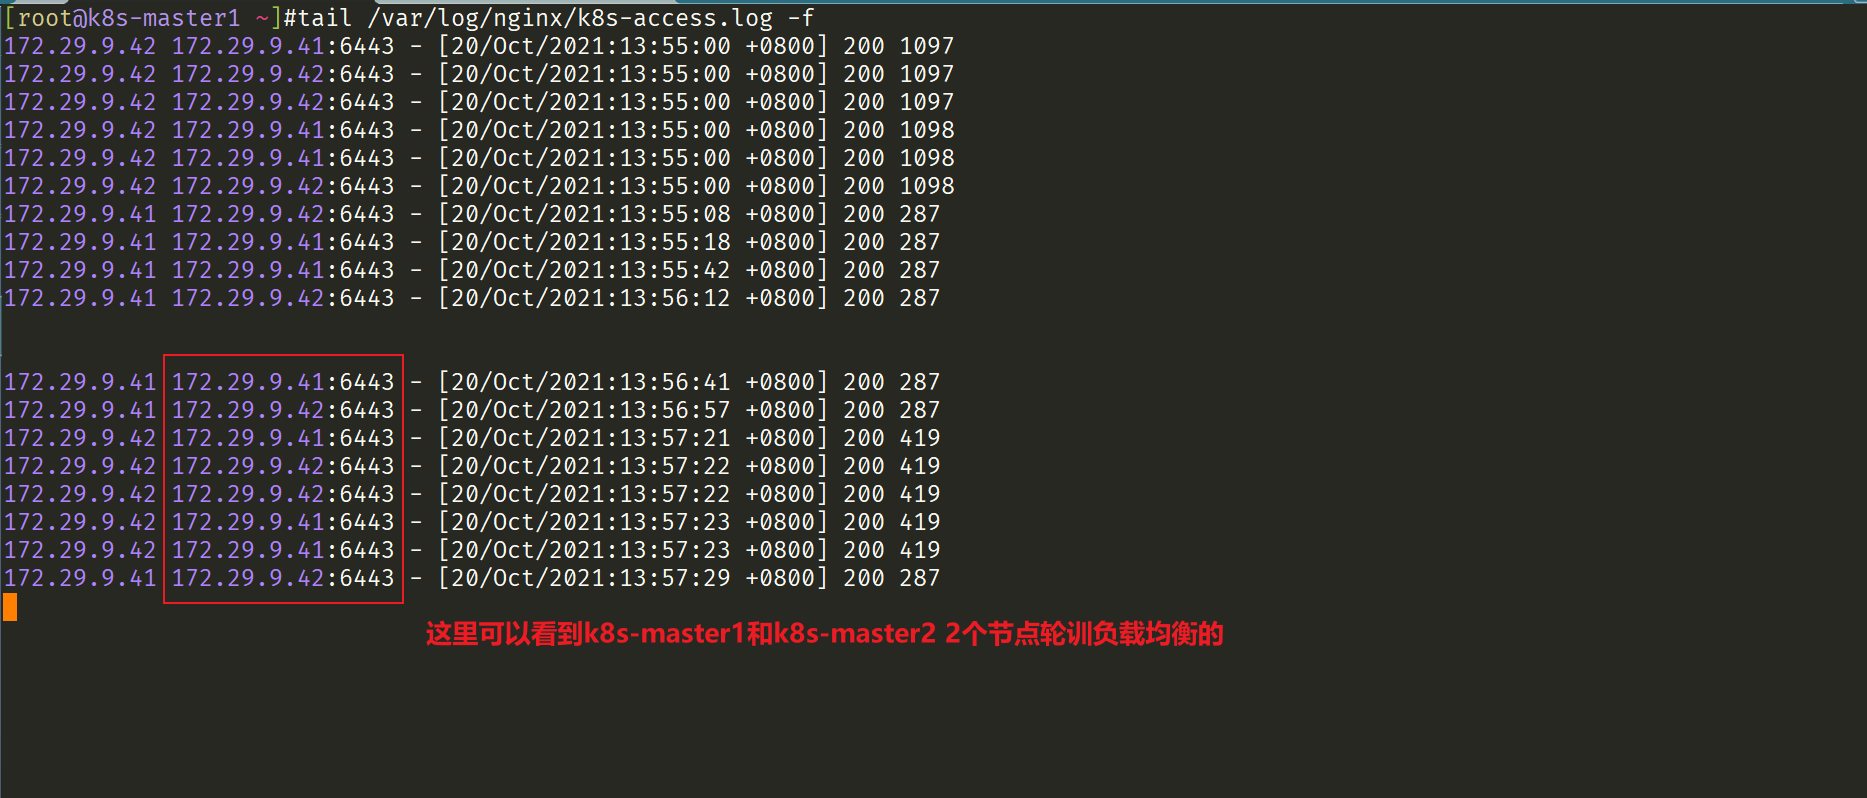 [root@k8s-master1 ~]#tail /var/log/nginx/k8s-access.log -f
172.29.9.42 172.29.9.41:6443 - [20/Oct/2021:13:55:00 +0800] 200 1097
172.29.9.42 172.29.9.42:6443 - [20/Oct/2021:13:55:00 +0800] 200 1097
172.29.9.42 172.29.9.42:6443 - [20/Oct/2021:13:55:00 +0800] 200 1097
172.29.9.42 172.29.9.41:6443 - [20/Oct/2021:13:55:00 +0800] 200 1098
172.29.9.42 172.29.9.41:6443 - [20/Oct/2021:13:55:00 +0800] 200 1098
172.29.9.42 172.29.9.42:6443 - [20/Oct/2021:13:55:00 +0800] 200 1098
172.29.9.41 172.29.9.42:6443 - [20/Oct/2021:13:55:08 +0800] 200 287
172.29.9.41 172.29.9.41:6443 - [20/Oct/2021:13:55:18 +0800] 200 287
172.29.9.41 172.29.9.41:6443 - [20/Oct/2021:13:55:42 +0800] 200 287
172.29.9.41 172.29.9.42:6443 - [20/Oct/2021:13:56:12 +0800] 200 287
172.29.9.41 172.29.9.41:6443 - [20/Oct/2021:13:56:41 +0800] 200 287
172.29.9.41 172.29.9.42:6443 - [20/Oct/2021:13:56:57 +0800] 200 287
172.29.9.42 172.29.9.41:6443 - [20/Oct/2021:13:57:21 +0800] 200 419
172.29.9.42 172.29.9.42:6443 - [20/Oct/2021:13:57:22 +0800] 200 419
172.29.9.42 172.29.9.42:6443 - [20/Oct/2021:13:57:22 +0800] 200 419
172.29.9.42 172.29.9.41:6443 - [20/Oct/2021:13:57:23 +0800] 200 419
172.29.9.42 172.29.9.41:6443 - [20/Oct/2021:13:57:23 +0800] 200 419
172.29.9.41 172.29.9.42:6443 - [20/Oct/2021:13:57:29 +0800] 200 287
这里可以看到k8s-master1和k8s-master2 2个节点轮训负载均衡的